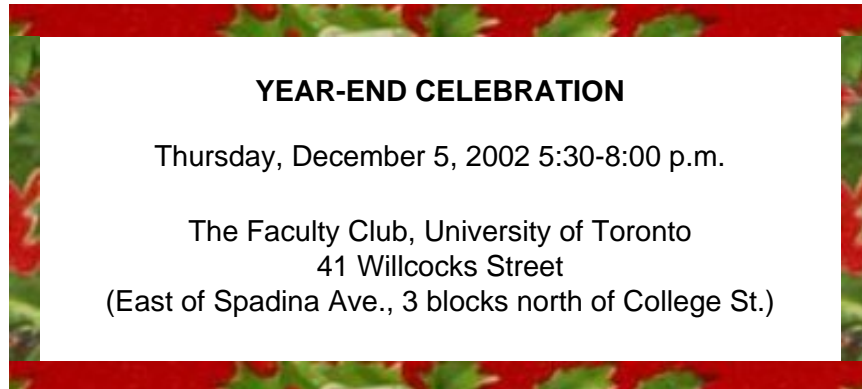 YEAR-END CELEBRATION
Thursday, December 5, 2002 5:30-8:00 p.m.
The Faculty Club, University of Toronto
41 Willcocks Street
(East of Spadina Ave., 3 blocks north of College St.)